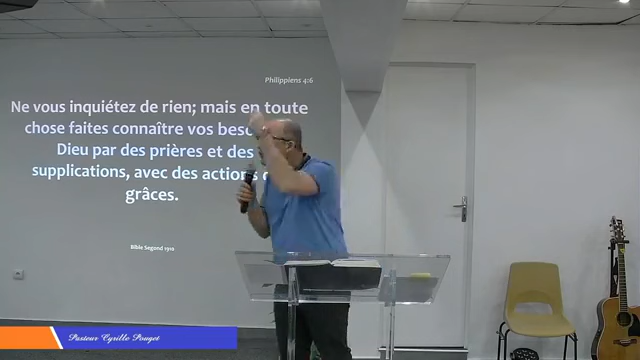 Philippiens 4:6
Ne vous inquiétez de rien; mais en toute
chose faites connaître vos beso
Dieu par des prières et des
supplications, avec des actions d
grâces.
Bible Segond 1910
Pasteur Cyrille Pouget